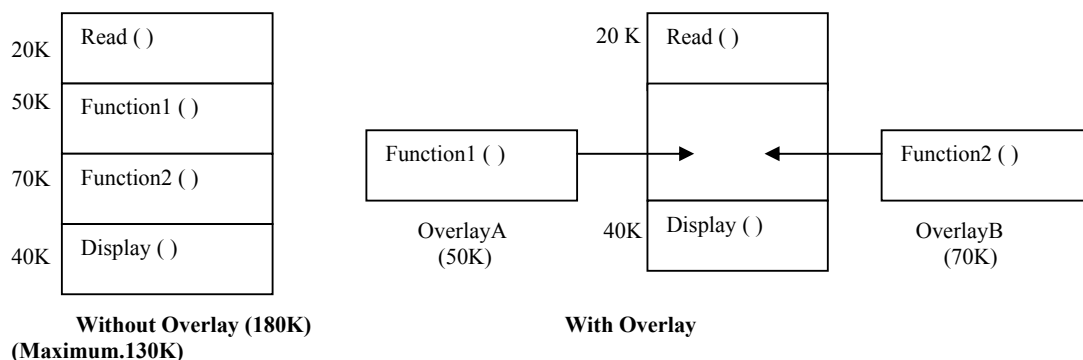 20K
Read ( )
50K
Function1 ( )
70K
Function2 ( )
40K
Display ( )
Without Overlay (180K)
(Maximum.130K)
20 K
Read ( )
Function1 ( )
OverlayA
(50K)
40K
Display ( )
Function2 ( )
OverlayB
(70K)
With Overlay